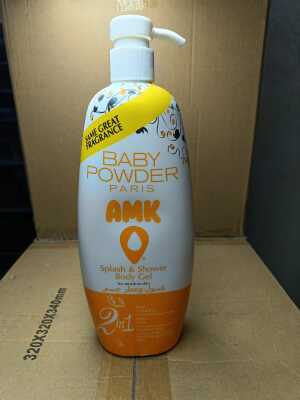 SAME GREAT
FRAGRANCE
BABY
POWDER
PARIS
AMK
Splash & Shower
Body Gel
2in1
320X320X340mm